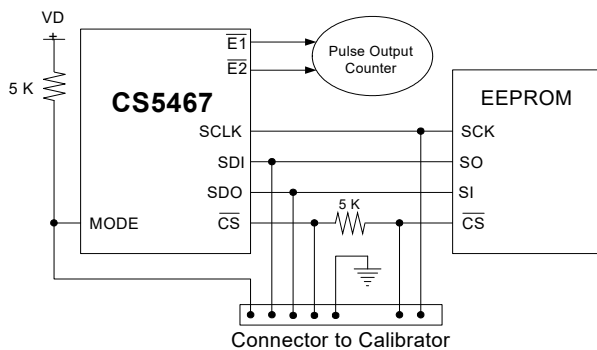 VD
+
5 K
CS5467
E1
E2
Pulse Output
Counter
EEPROM
SCLK
SCK
SDI
SO
SDO
SI
5 K
MODE
CS
CS
Connector to Calibrator